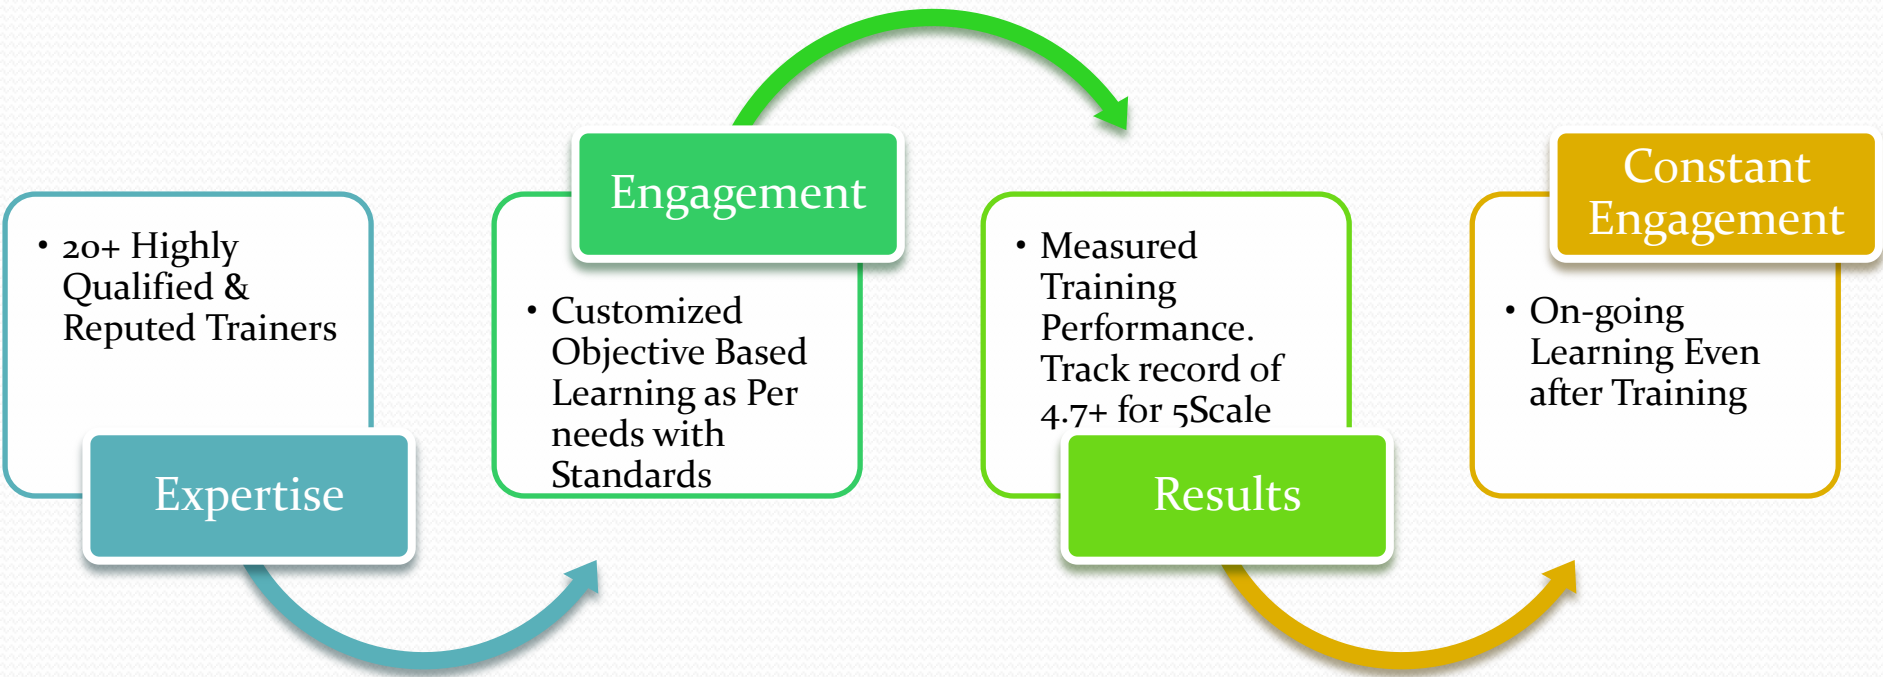 • 20+ Highly
Qualified &
Reputed Trainers
Expertise
Engagement
• Customized
Objective Based
Learning as Per
needs with
Standards
• Measured
Training
Performance.
Track record of
4.7+ for 5Scale
Results
Constant
Engagement
• On-going
Learning Even
after Training